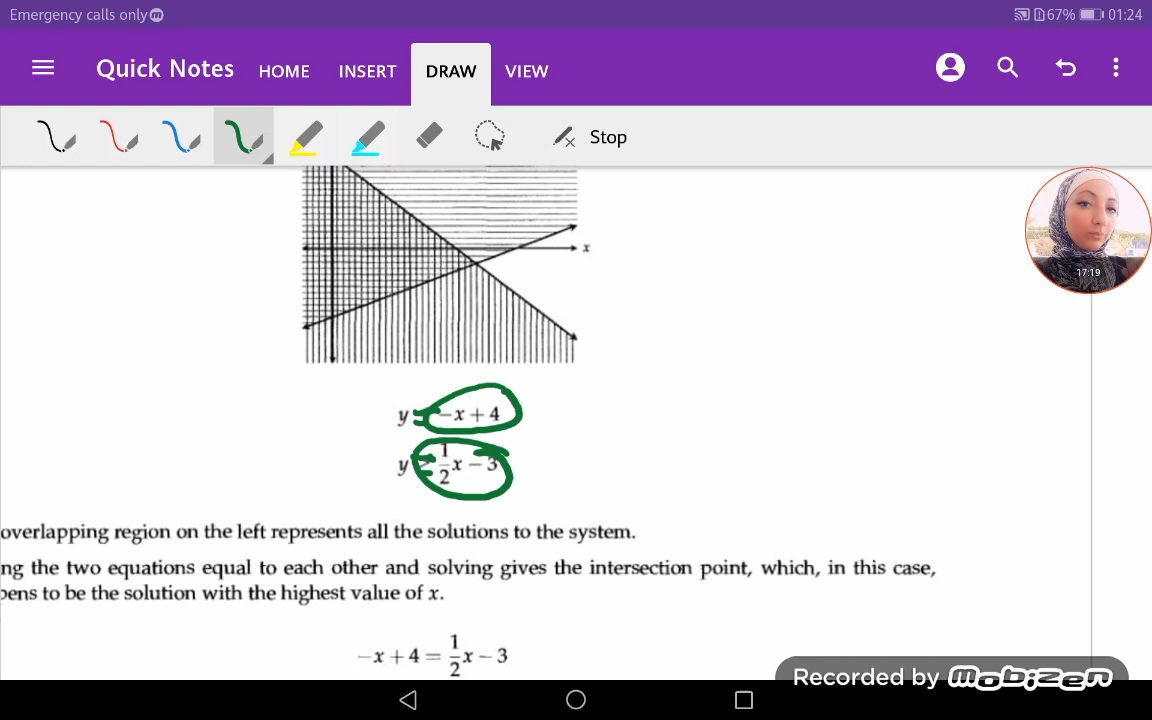 Emergency calls only
67% 01:24
Quick Notes HOME INSERT DRAW VIEW
Stop
17:19
x
y = -x + 4
y = 1/2 x - 3
overlapping region on the left represents all the solutions to the system.
ng the two equations equal to each other and solving gives the intersection point, which, in this case,
pens to be the solution with the highest value of x.
-x + 4 = 1/2 x - 3
Recorded by mobizen